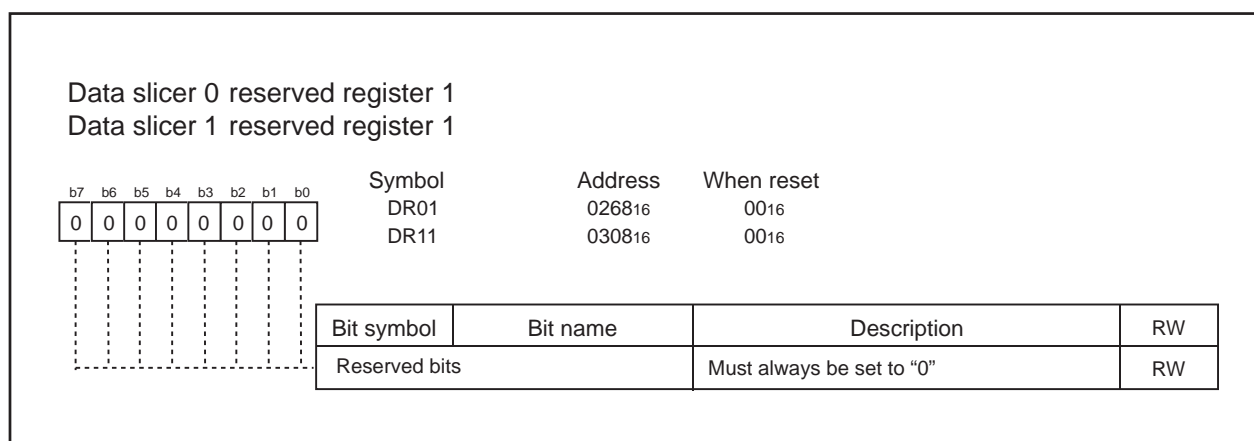 Data slicer 0 reserved register 1
Data slicer 1 reserved register 1
b7 b6 b5 b4 b3 b2 b1 b0
0 0 0 0 0 0 0 0
Symbol Address When reset
DR01 026816 0016
DR11 030816 0016
Bit symbol Bit name Description RW
Reserved bits Must always be set to “0” RW